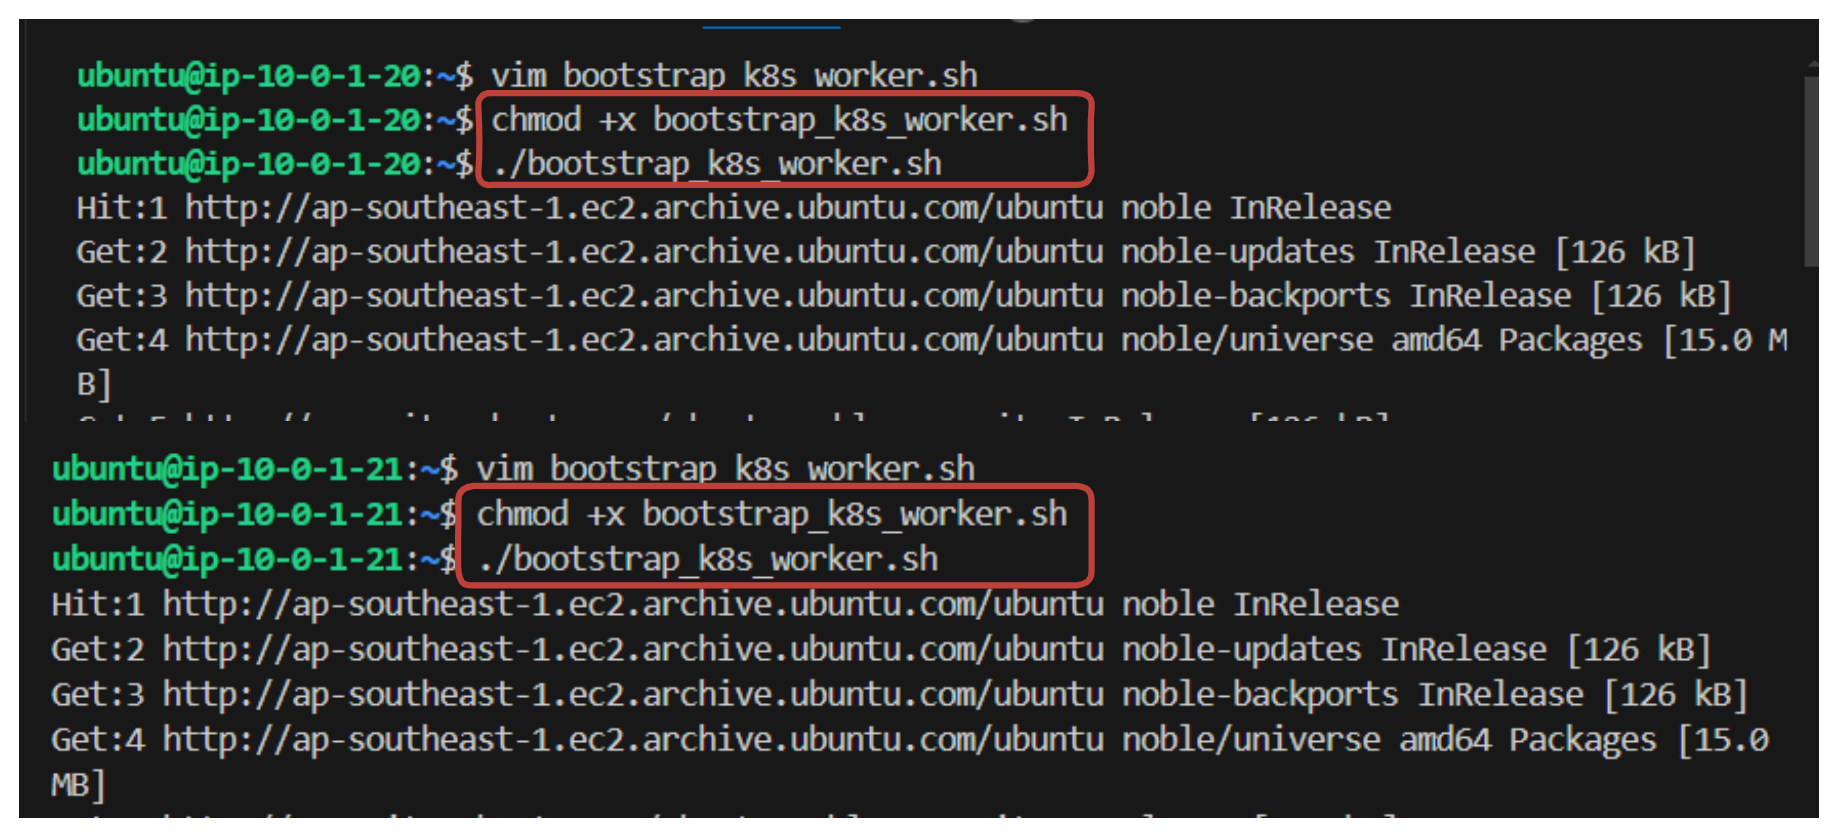 ubuntu@ip-10-0-1-20:~$ vim bootstrap_k8s_worker.sh
ubuntu@ip-10-0-1-20:~$ chmod +x bootstrap_k8s_worker.sh
ubuntu@ip-10-0-1-20:~$ ./bootstrap_k8s_worker.sh
Hit:1 http://ap-southeast-1.ec2.archive.ubuntu.com/ubuntu noble InRelease
Get:2 http://ap-southeast-1.ec2.archive.ubuntu.com/ubuntu noble-updates InRelease [126 kB]
Get:3 http://ap-southeast-1.ec2.archive.ubuntu.com/ubuntu noble-backports InRelease [126 kB]
Get:4 http://ap-southeast-1.ec2.archive.ubuntu.com/ubuntu noble/universe amd64 Packages [15.0 M
B]
ubuntu@ip-10-0-1-21:~$ vim bootstrap_k8s_worker.sh
ubuntu@ip-10-0-1-21:~$ chmod +x bootstrap_k8s_worker.sh
ubuntu@ip-10-0-1-21:~$ ./bootstrap_k8s_worker.sh
Hit:1 http://ap-southeast-1.ec2.archive.ubuntu.com/ubuntu noble InRelease
Get:2 http://ap-southeast-1.ec2.archive.ubuntu.com/ubuntu noble-updates InRelease [126 kB]
Get:3 http://ap-southeast-1.ec2.archive.ubuntu.com/ubuntu noble-backports InRelease [126 kB]
Get:4 http://ap-southeast-1.ec2.archive.ubuntu.com/ubuntu noble/universe amd64 Packages [15.0
MB]